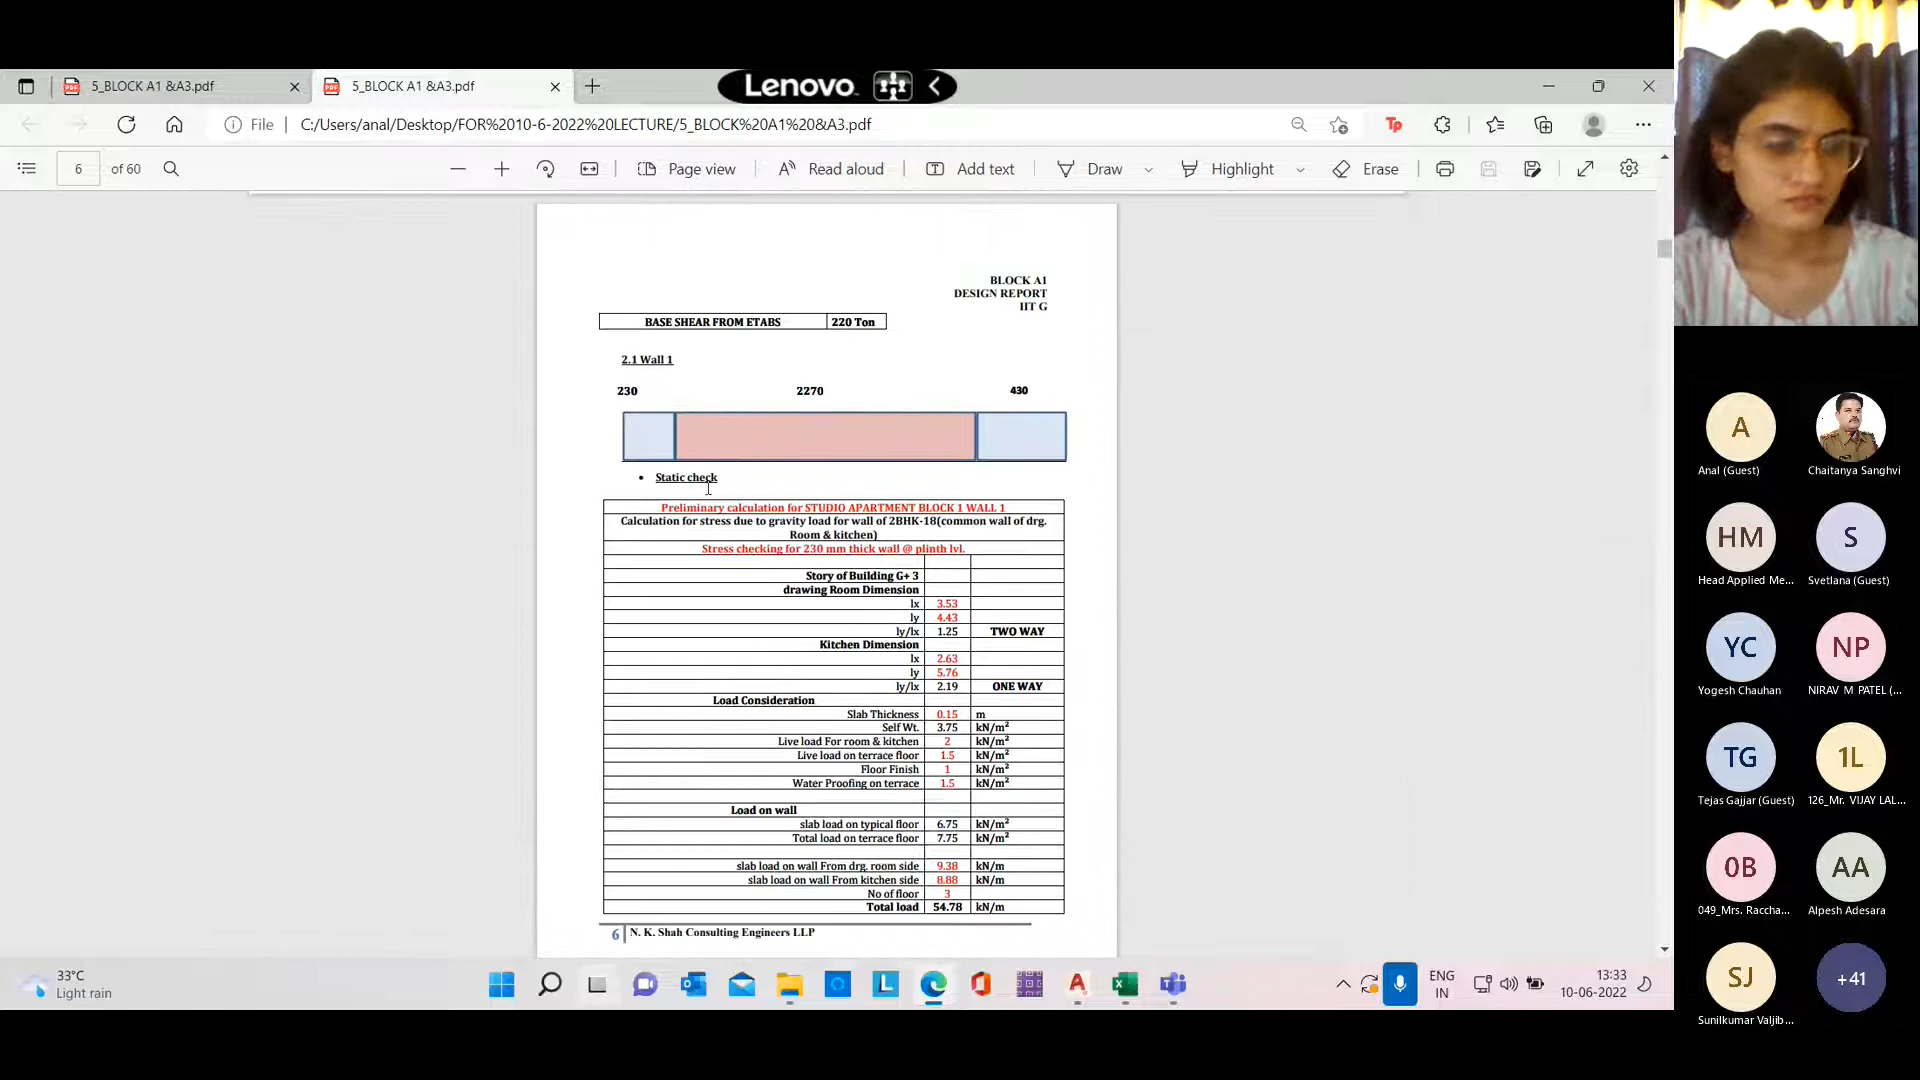 5_BLOCK A1 &A3.pdf
5_BLOCK A1 &A3.pdf
Lenovo
File
C:/Users/anal/Desktop/FOR%2010-6-2022%20LECTURE/5_BLOCK%20A1%20&A3.pdf
Tp
6 of 60
Page view
Read aloud
Add text
Draw
Highlight
Erase
BLOCK A1
DESIGN REPORT
IIT G
BASE SHEAR FROM ETABS 220 Ton
2.1 Wall 1
230 2270 430
• Static check
Preliminary calculation for STUDIO APARTMENT BLOCK 1 WALL 1
Calculation for stress due to gravity load for wall of 2BHK-18(common wall of drg.
Room & kitchen)
Stress checking for 230 mm thick wall @ plinth lvl.
Story of Building G+ 3
drawing Room Dimension
lx 3.53
ly 4.43
ly/lx 1.25 TWO WAY
Kitchen Dimension
lx 2.63
ly 5.76
ly/lx 2.19 ONE WAY
Load Consideration
Slab Thickness 0.15 m
Self Wt. 3.75 kN/m²
Live load For room & kitchen 2 kN/m²
Live load on terrace floor 1.5 kN/m²
Floor Finish 1 kN/m²
Water Proofing on terrace 1.5 kN/m²
Load on wall
slab load on typical floor 6.75 kN/m²
Total load on terrace floor 7.75 kN/m²
slab load on wall From drg. room side 9.38 kN/m
slab load on wall From kitchen side 8.88 kN/m
No of floor 3
Total load 54.78 kN/m
6 N. K. Shah Consulting Engineers LLP
33°C
Light rain
ENG
IN
13:33
10-06-2022
A
Anal (Guest)
Chaitanya Sanghvi
HM
Head Applied Me...
S
Svetlana (Guest)
YC
Yogesh Chauhan
NP
NIRAV M PATEL (...
TG
Tejas Gajjar (Guest)
1L
126_Mr. VIJAY LAL...
0B
049_Mrs. Raccha...
AA
Alpesh Adesara
SJ
Sunilkumar Valjib...
+41